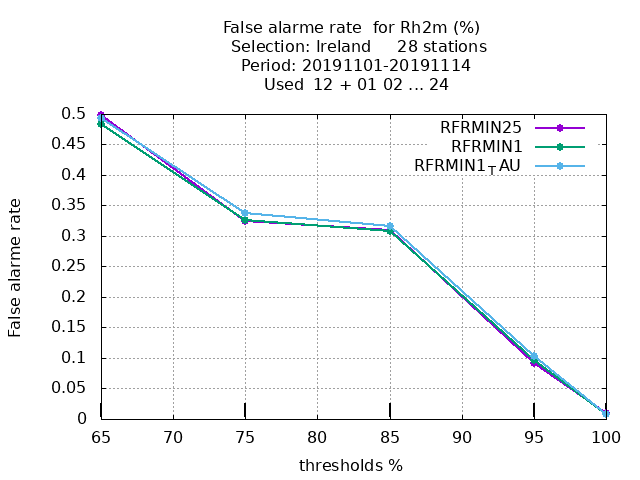 False alarme rate  for Rh2m (%)
Selection: Ireland     28 stations
Period: 20191101-20191114
Used  12 + 01 02 ... 24
RFRMIN25
RFRMIN1
RFRMIN1TAU
0.5
0.45
0.4
0.35
0.3
0.25
0.2
0.15
0.1
0.05
0
False alarme rate
65 70 75 80 85 90 95 100
thresholds %